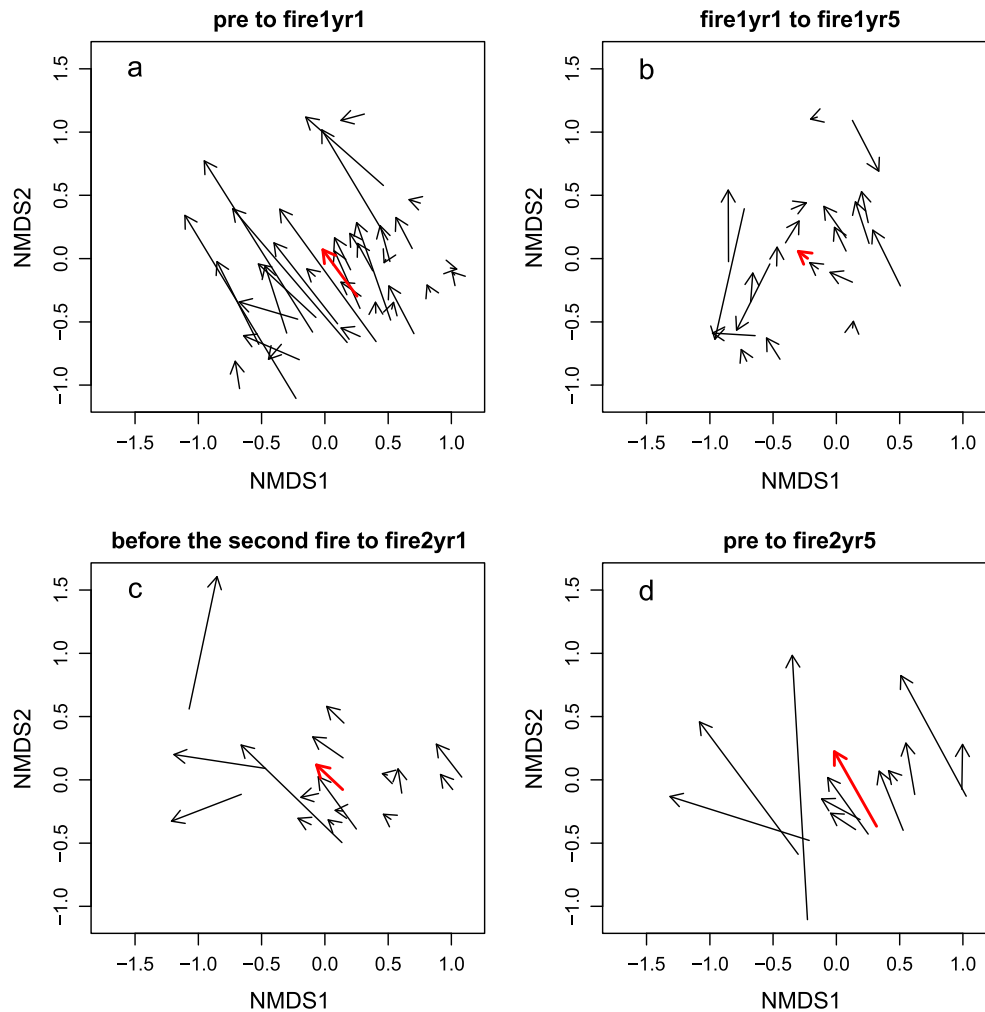 pre to fire1yr1
a
NMDS2
1.5
1.0
0.5
0.0
−0.5
−1.0
−1.5 −1.0 −0.5 0.0 0.5 1.0
NMDS1
fire1yr1 to fire1yr5
b
NMDS2
1.5
1.0
0.5
0.0
−0.5
−1.0
−1.5 −1.0 −0.5 0.0 0.5 1.0
NMDS1
before the second fire to fire2yr1
c
NMDS2
1.5
1.0
0.5
0.0
−0.5
−1.0
−1.5 −1.0 −0.5 0.0 0.5 1.0
NMDS1
pre to fire2yr5
d
NMDS2
1.5
1.0
0.5
0.0
−0.5
−1.0
−1.5 −1.0 −0.5 0.0 0.5 1.0
NMDS1